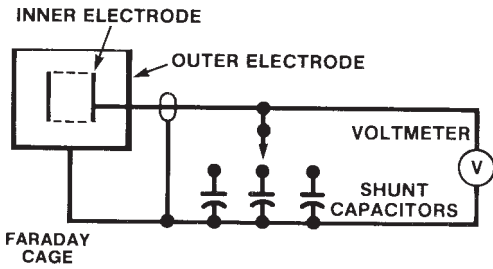 INNER ELECTRODE
OUTER ELECTRODE
VOLTMETER
V
SHUNT
CAPACITORS
FARADAY
CAGE